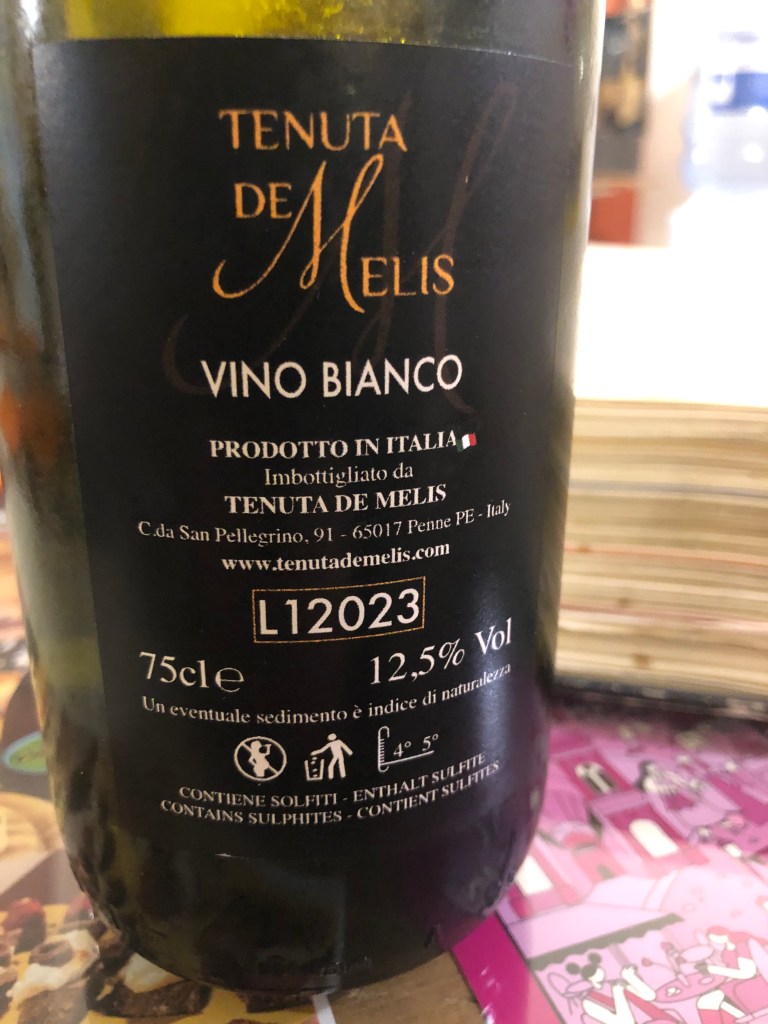 TENUTA
DE MELIS
VINO BIANCO
PRODOTTO IN ITALIA
Imbottigliato da
TENUTA DE MELIS
C.da San Pellegrino, 91 - 65017 Penne PE - Italy
www.tenutademelis.com
L12023
75cl e 12,5% Vol
Un eventuale sedimento è indice di naturalezza
4° 5°
CONTIENE SOLFITI - ENTHALT SULFITE
CONTAINS SULPHITES - CONTIENT SULFITES